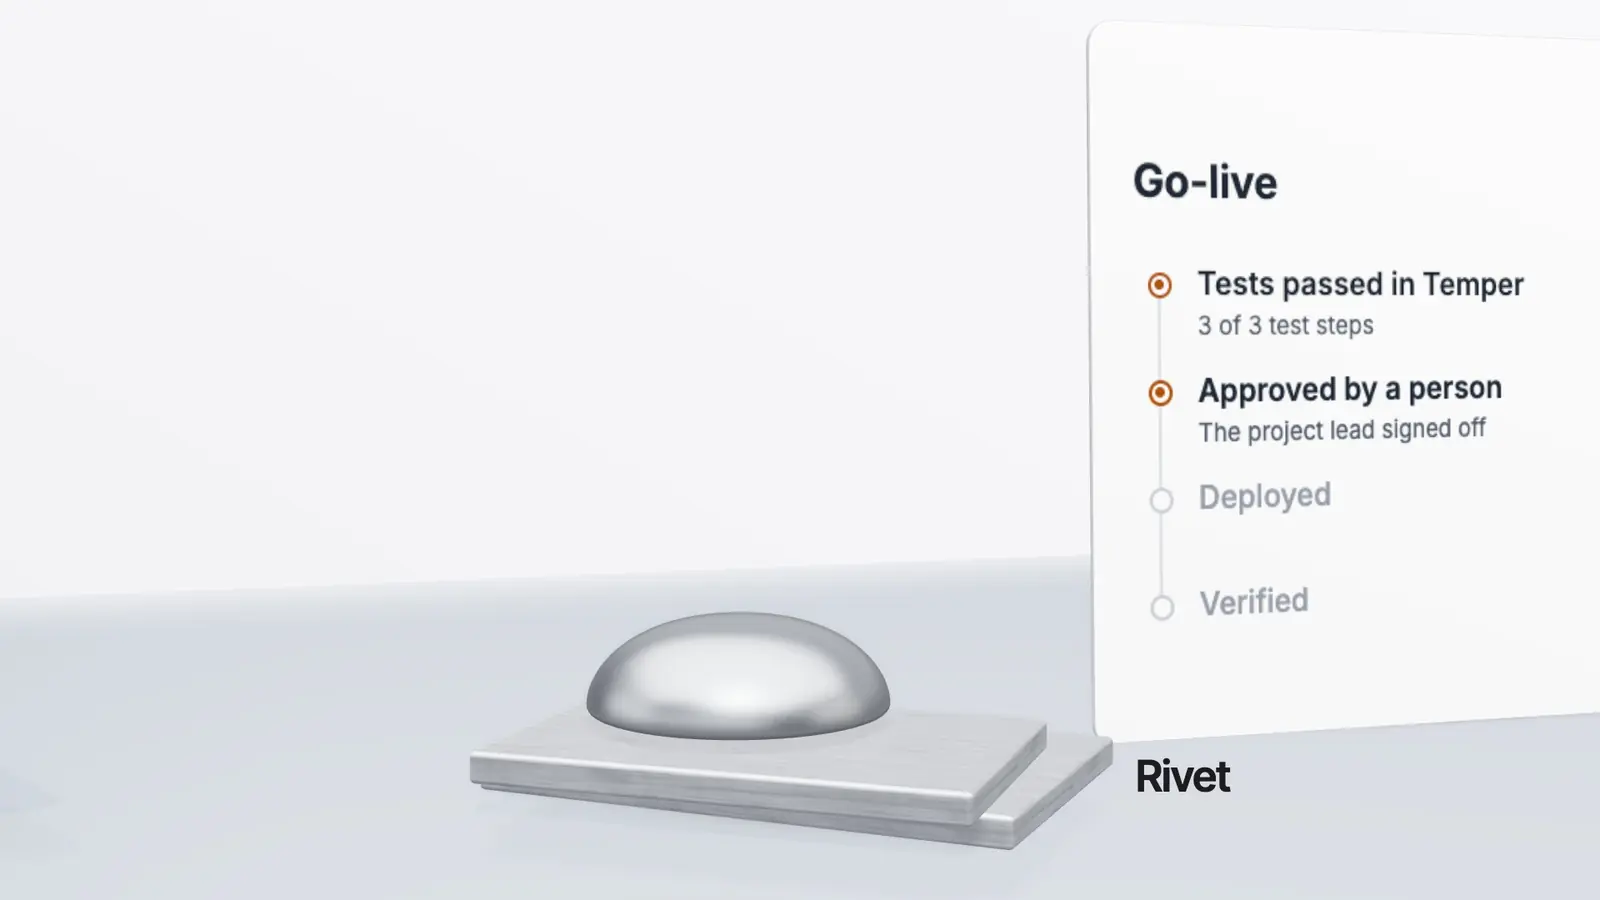 Go-live
Tests passed in Temper
3 of 3 test steps
Approved by a person
The project lead signed off
Deployed
Verified
Rivet